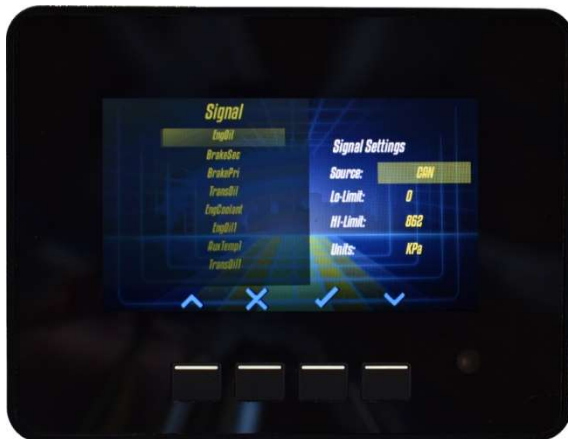 Signal
EngOil
BrakeSec
BrakePri
TransOil
EngCoolant
EngOil1
AuxTemp1
TransOil1
Signal Settings
Source: CAN
Lo-Limit: 0
HI-Limit: 862
Units: KPa